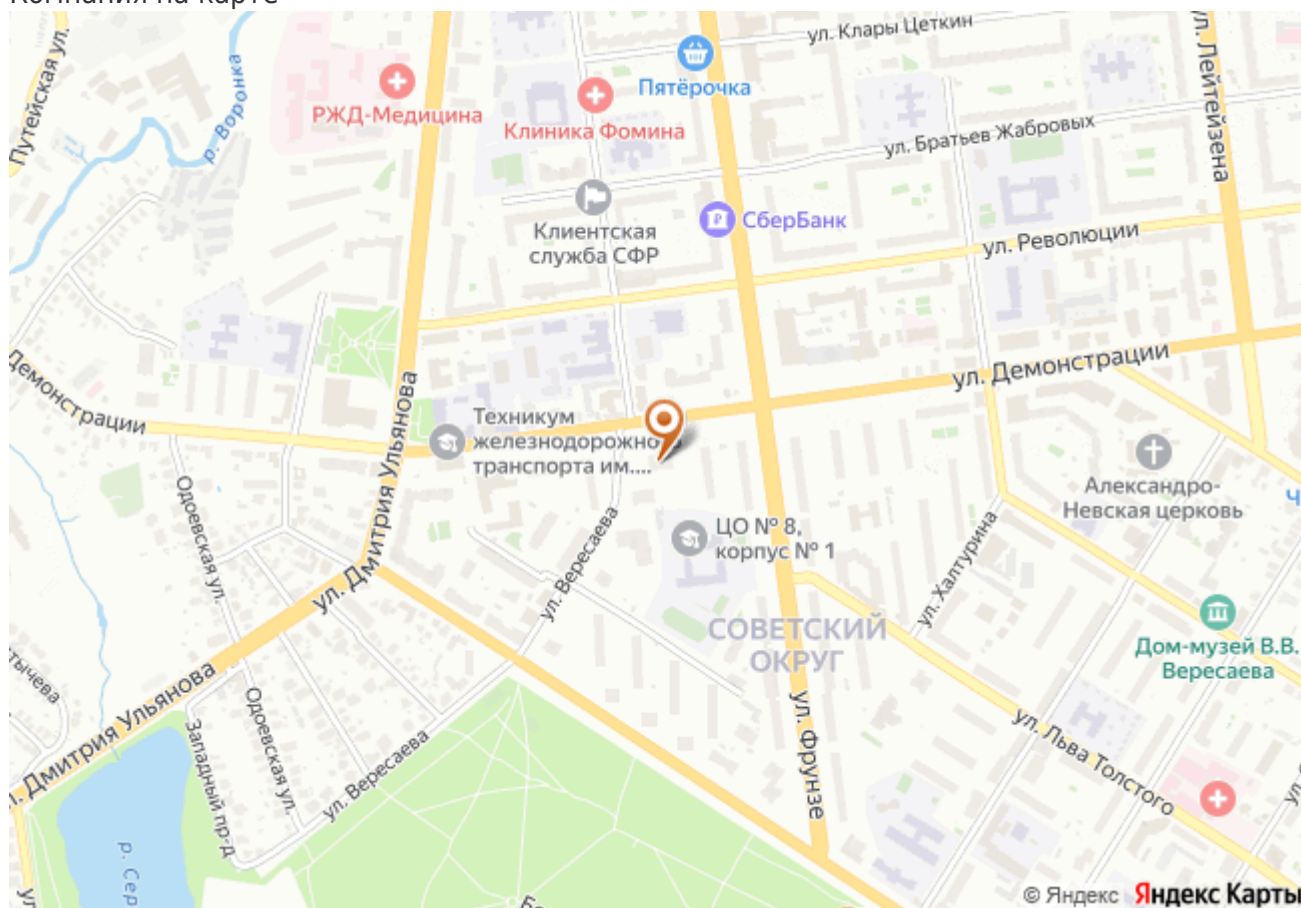 Компания на карте
ул. Клары Цеткин
Путейская ул.
р. Воронка
РЖД-Медицина
Клиника Фомина
Пятёрочка
ул. Лейтейзена
ул. Братьев Жабровых
Клиентская
служба СФР
СберБанк
ул. Революции
Демонстрации
ул. Демонстрации
Техникум
железнодорожно
транспорта им....
Александро-
Невская церковь
Ч
ул. Дмитрия Ульянова
Одоевская ул.
ЦО № 8,
корпус № 1
ул. Вересаева
ул. Халтурина
СОВЕТСКИЙ
ОКРУГ
Дом-музей В.В.
Вересаева
тычева
л. Дмитрия Ульянова
Одоевская ул.
Западный пр-д
ул. Вересаева
ул. Фрунзе
ул. Льва Толстого
р. Сер
ул
© Яндекс Яндекс Карты